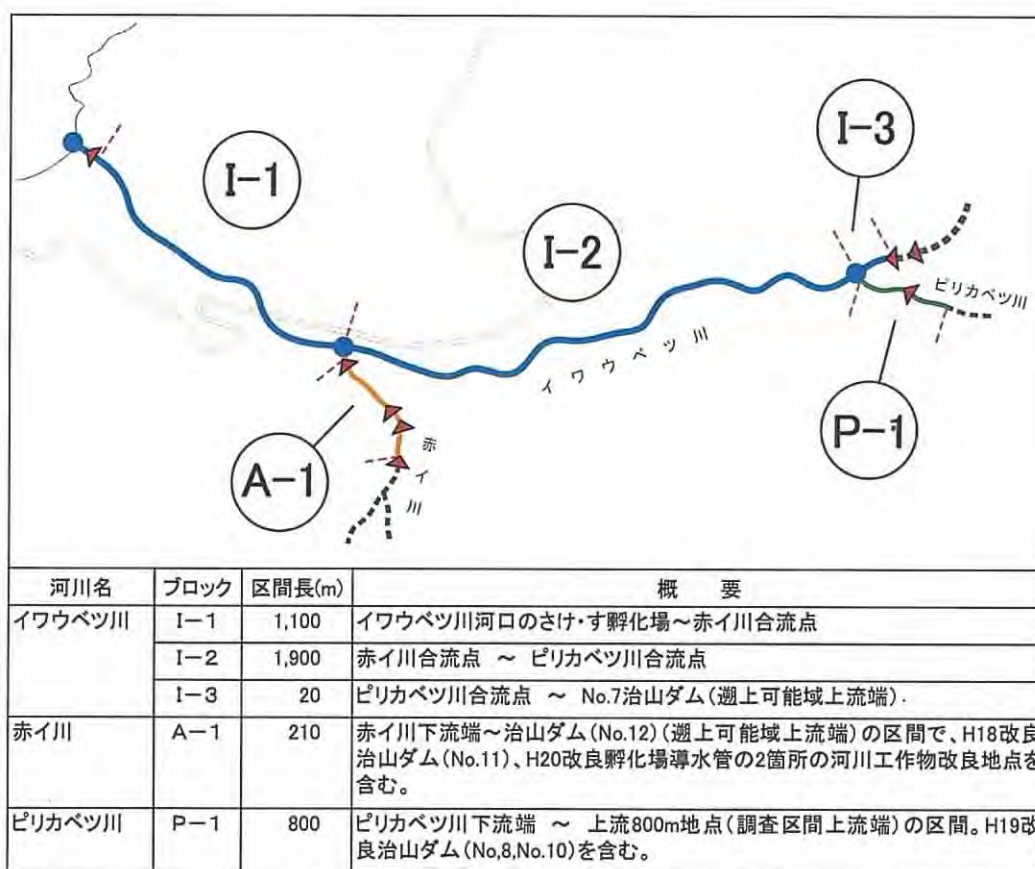 I-1
I-2
I-3
ピリカベツ川
イワウベツ川
P-1
A-1
赤イ川
河川名 ブロック 区間長(m) 概 要
イワウベツ川 I-1 1,100 イワウベツ川河口のさけ・す孵化場~赤イ川合流点
I-2 1,900 赤イ川合流点 ~ ピリカベツ川合流点
I-3 20 ピリカベツ川合流点 ~ No.7治山ダム(遡上可能域上流端).
赤イ川 A-1 210 赤イ川下流端~治山ダム(No.12)(遡上可能域上流端)の区間で、H18改良
治山ダム(No.11)、H20改良孵化場導水管の2箇所の河川工作物改良地点を
含む。
ピリカベツ川 P-1 800 ピリカベツ川下流端 ~ 上流800m地点(調査区間上流端)の区間。H19改
良治山ダム(No,8,No.10)を含む。